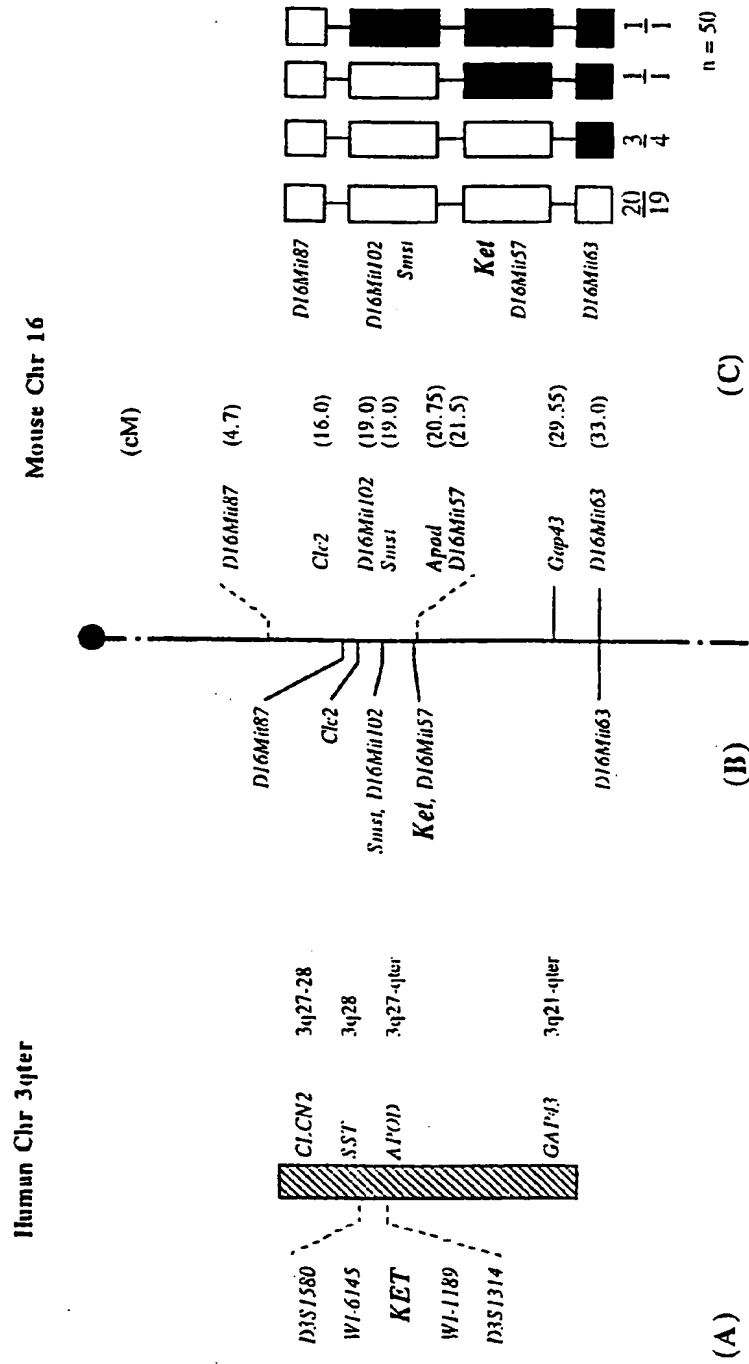 Human Chr 3qter
D3S1580
WI-6145
KET
WI-1189
D3S1314
CLCN2 3q27-28
SST 3q28
APOD 3q27-qter
GAP43 3q21-qter
(A)
Mouse Chr 16
(cM)
D16Mit87
Clc2
Smst, D16Mit102
Ket, D16Mit57
D16Mit63
D16Mit87 (4.7)
Clc2 (16.0)
D16Mit102 (19.0)
Smst (19.0)
Apod (20.75)
D16Mit57 (21.5)
Gap43 (29.55)
D16Mit63 (33.0)
(B)
D16Mit87
D16Mit102
Smst
Ket
D16Mit57
D16Mit63
20 3 1 1
19 4 1 1
n = 50
(C)